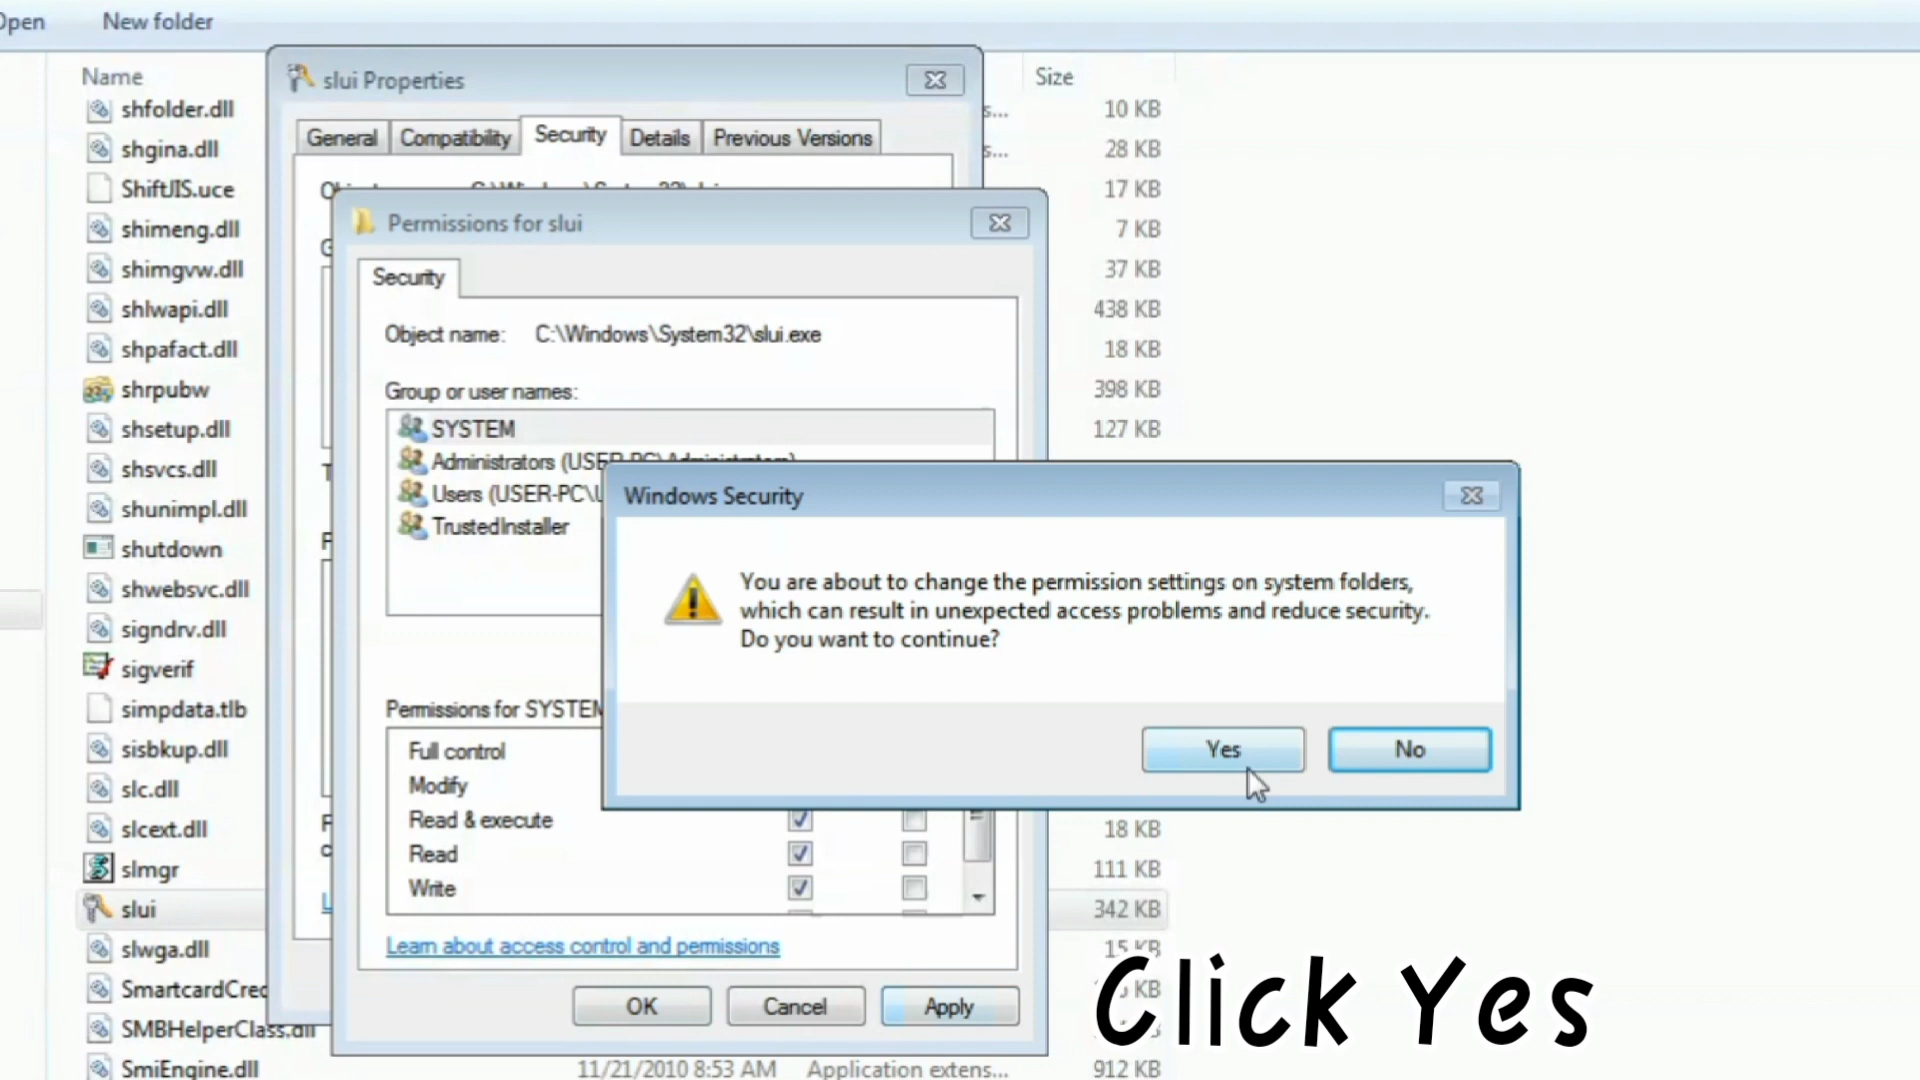 Open New folder
Name
Size
shfolder.dll
10 KB
shgina.dll
28 KB
ShiftJIS.uce
17 KB
shimeng.dll
7 KB
shimgvw.dll
37 KB
shlwapi.dll
438 KB
shpafact.dll
18 KB
shrpubw
398 KB
shsetup.dll
127 KB
shsvcs.dll
shunimpl.dll
shutdown
shwebsvc.dll
signdrv.dll
sigverif
simpdata.tlb
sisbkup.dll
slc.dll
slcext.dll
18 KB
slmgr
111 KB
slui
342 KB
slwga.dll
15 KB
SmartcardCred
KB
SMBHelperClass.dll
SmiEngine.dll
11/21/2010 8:53 AM
Application extens...
912 KB
slui Properties
General
Compatibility
Security
Details
Previous Versions
Permissions for slui
Security
Object name: C:\Windows\System32\slui.exe
Group or user names:
SYSTEM
Administrators (USER-PC\Administrators)
Users (USER-PC\U
TrustedInstaller
Permissions for SYSTEM
Full control
Modify
Read & execute
Read
Write
Learn about access control and permissions
OK
Cancel
Apply
Windows Security
You are about to change the permission settings on system folders,
which can result in unexpected access problems and reduce security.
Do you want to continue?
Yes
No
Click Yes